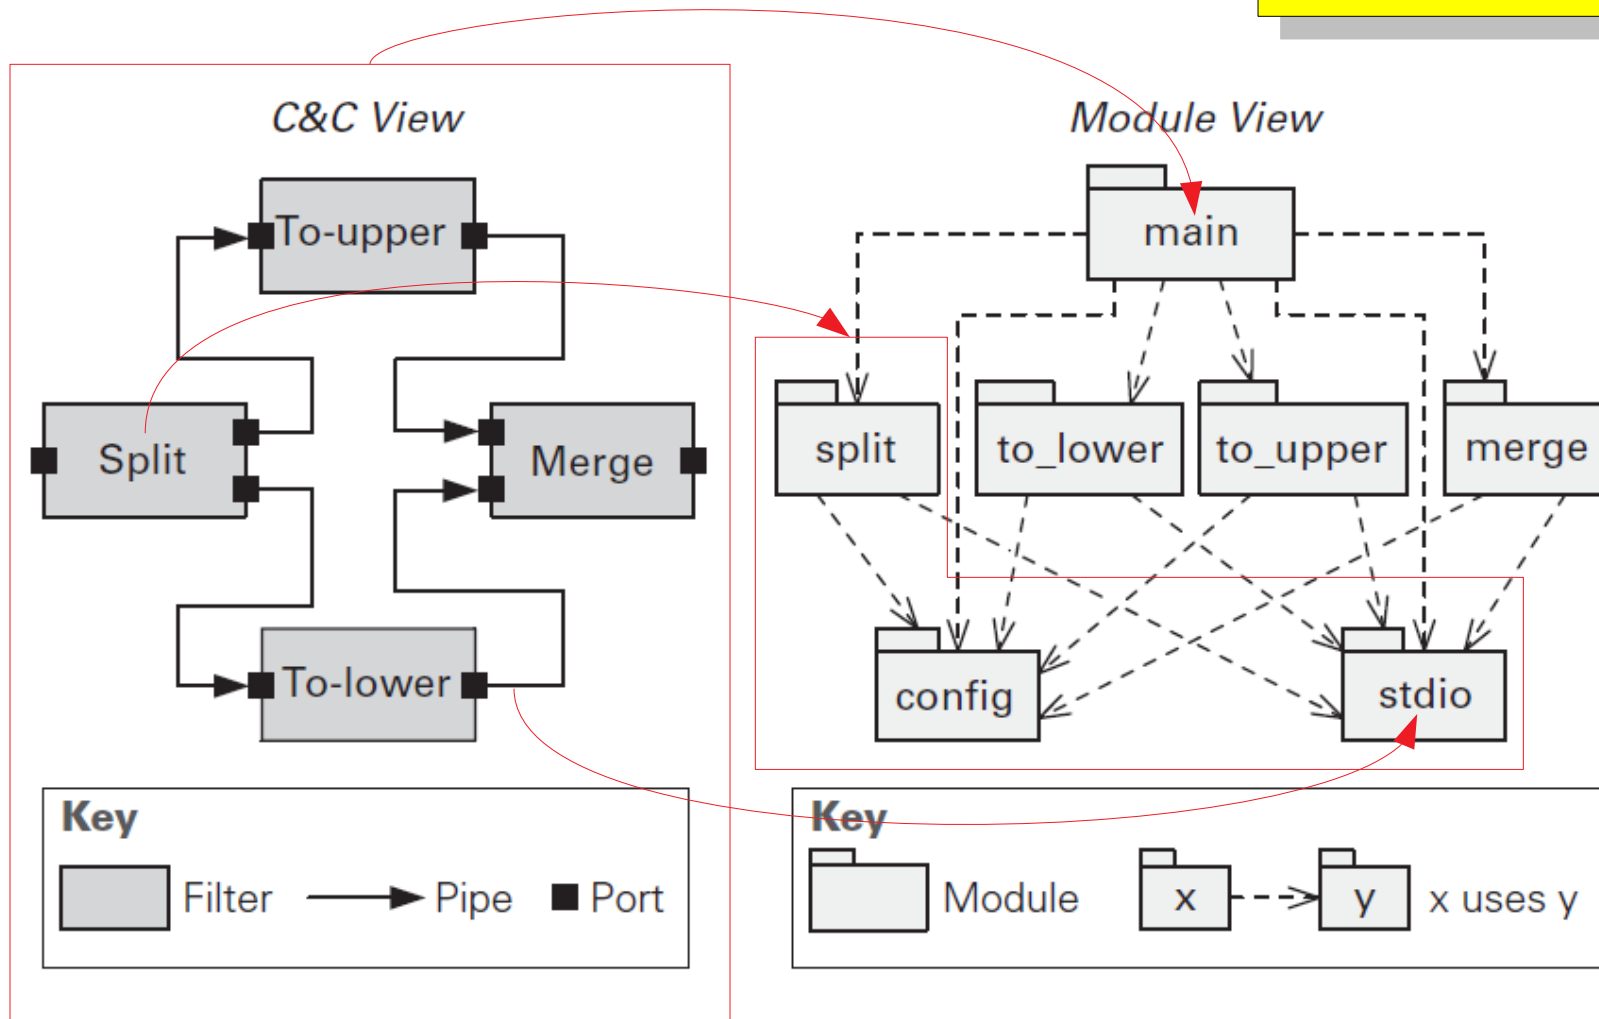 C&C View
To-upper
Split
Merge
To-lower
Key
Filter
Pipe
Port
Module View
main
split
to_lower
to_upper
merge
config
stdio
Key
Module
x
y
x uses y